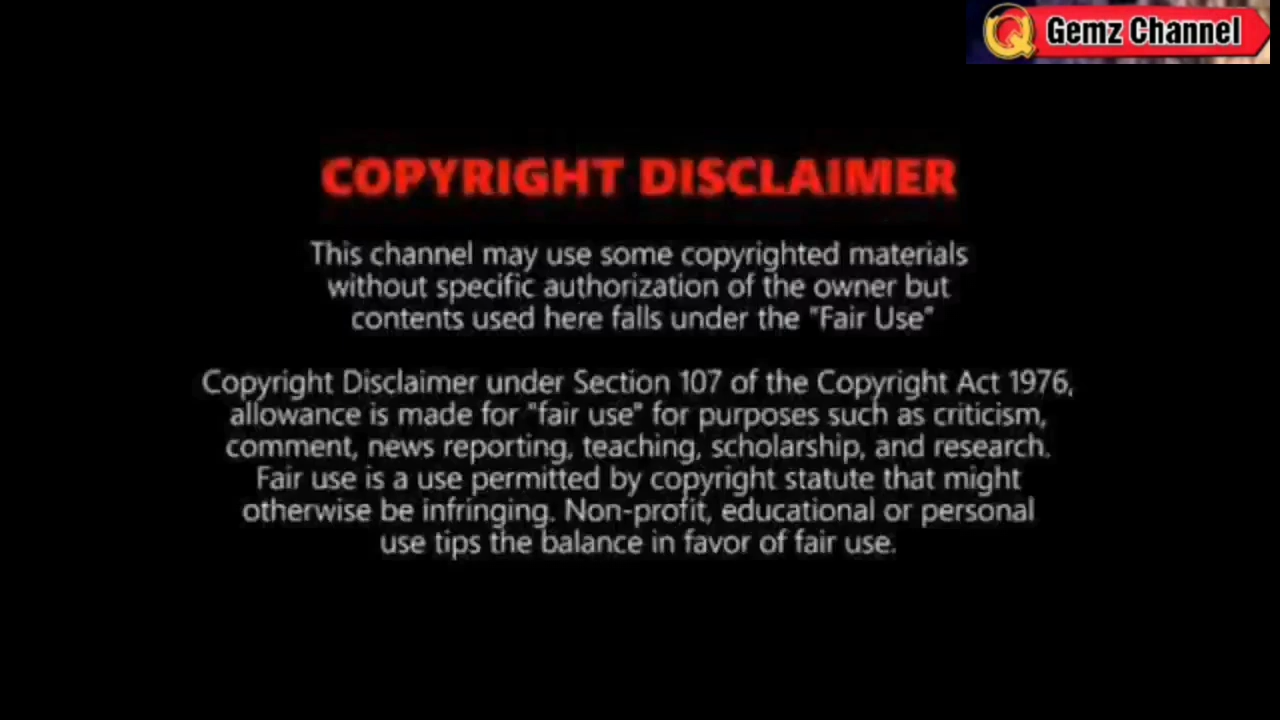 Gemz Channel
COPYRIGHT DISCLAIMER
This channel may use some copyrighted materials
without specific authorization of the owner but
contents used here falls under the "Fair Use"
Copyright Disclaimer under Section 107 of the Copyright Act 1976,
allowance is made for "fair use" for purposes such as criticism,
comment, news reporting, teaching, scholarship, and research.
Fair use is a use permitted by copyright statute that might
otherwise be infringing. Non-profit, educational or personal
use tips the balance in favor of fair use.